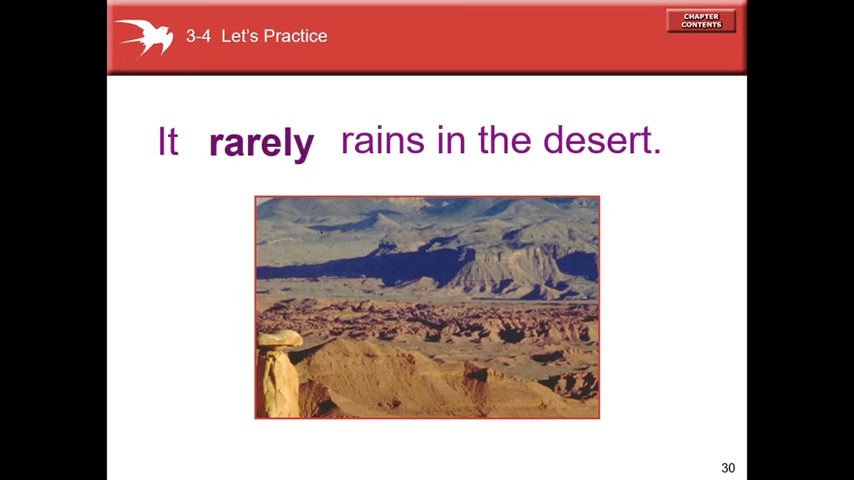 3-4 Let's Practice
CHAPTER
CONTENTS
It rarely rains in the desert.
30